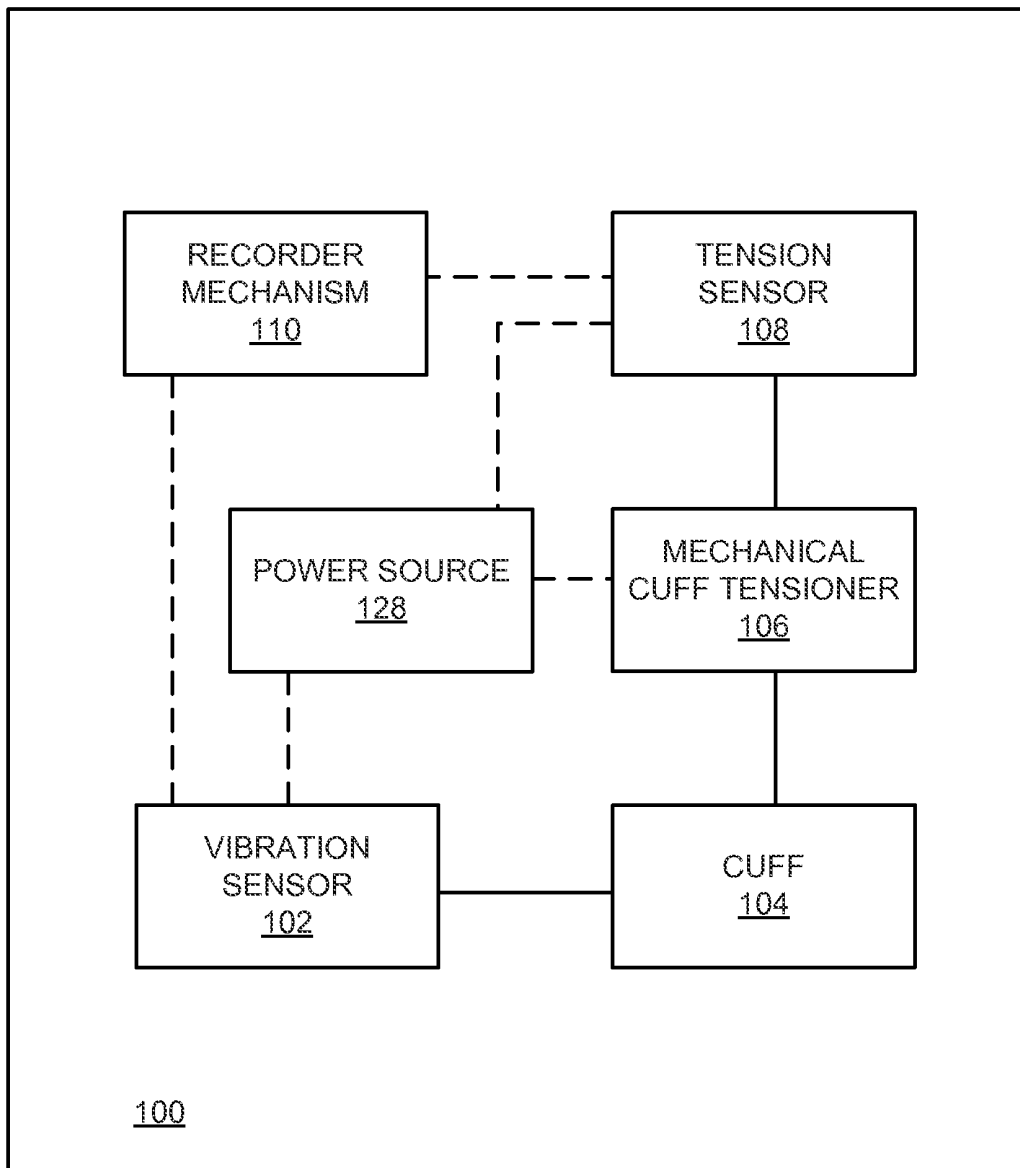 RECORDER
MECHANISM
110
TENSION
SENSOR
108
POWER SOURCE
128
MECHANICAL
CUFF TENSIONER
106
VIBRATION
SENSOR
102
CUFF
104
100